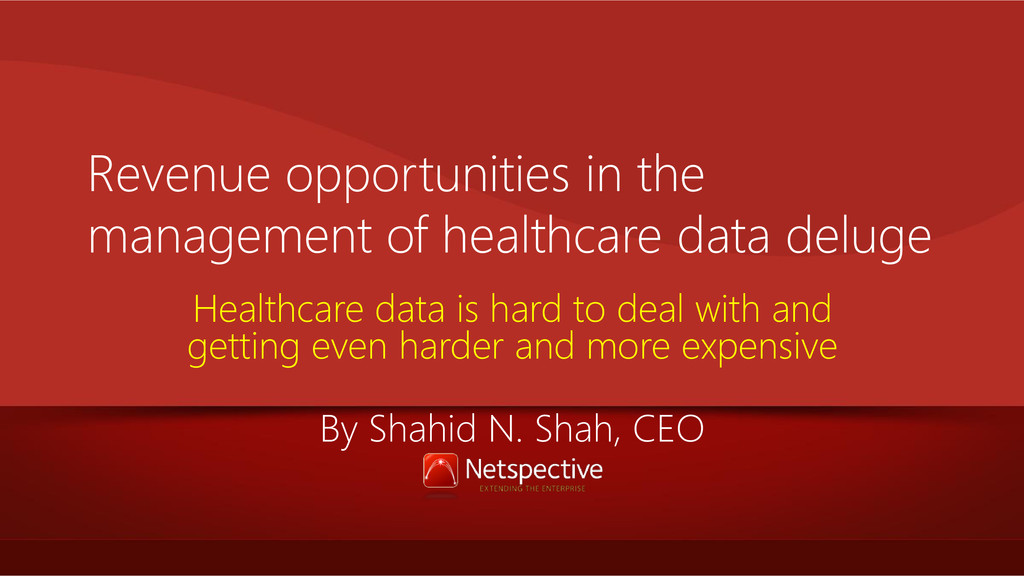 Revenue opportunities in the
management of healthcare data deluge
Healthcare data is hard to deal with and
getting even harder and more expensive
By Shahid N. Shah, CEO
Netspective
EXTENDING THE ENTERPRISE